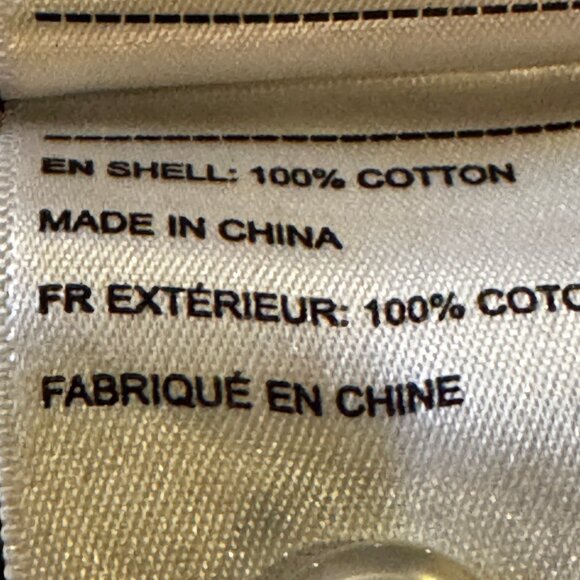 EN SHELL: 100% COTTON
MADE IN CHINA
FR EXTÉRIEUR: 100% COTO
FABRIQUÉ EN CHINE